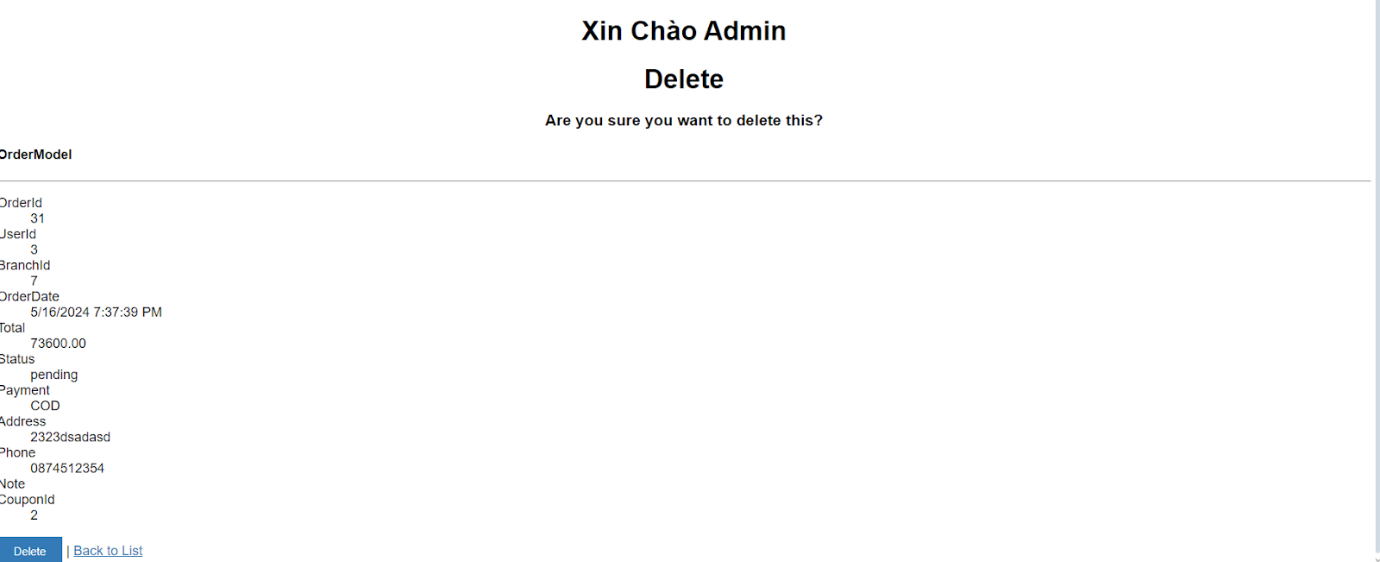 Xin Chào Admin
Delete
Are you sure you want to delete this?
OrderModel
OrderId
31
UserId
3
BranchId
7
OrderDate
5/16/2024 7:37:39 PM
Total
73600.00
Status
pending
Payment
COD
Address
2323dsadasd
Phone
0874512354
Note
CouponId
2
Delete | Back to List